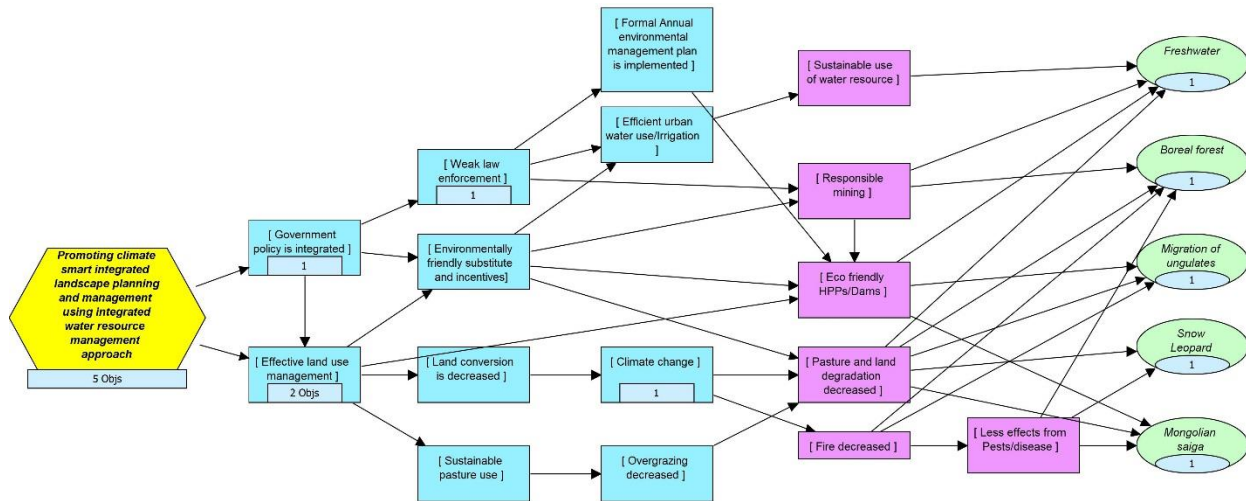 Promoting climate
smart integrated
landscape planning
and management
using integrated
water resource
management
approach
5 Objs
[ Government
policy is integrated ]
1
[ Effective land use
management ]
2 Objs
[ Weak law
enforcement ]
1
[ Environmentally
friendly substitute
and incentives]
[ Land conversion
is decreased ]
[ Sustainable
pasture use ]
[ Formal Annual
environmental
management plan
is implemented ]
[ Efficient urban
water use/Irrigation
]
[ Climate change ]
1
[ Overgrazing
decreased ]
[ Sustainable use
of water resource ]
[ Responsible
mining ]
[ Eco friendly
HPPs/Dams ]
[ Pasture and land
degradation
decreased ]
[ Fire decreased ]
[ Less effects from
Pests/disease ]
Freshwater
1
Boreal forest
1
Migration of
ungulates
1
Snow
Leopard
1
Mongolian
saiga
1